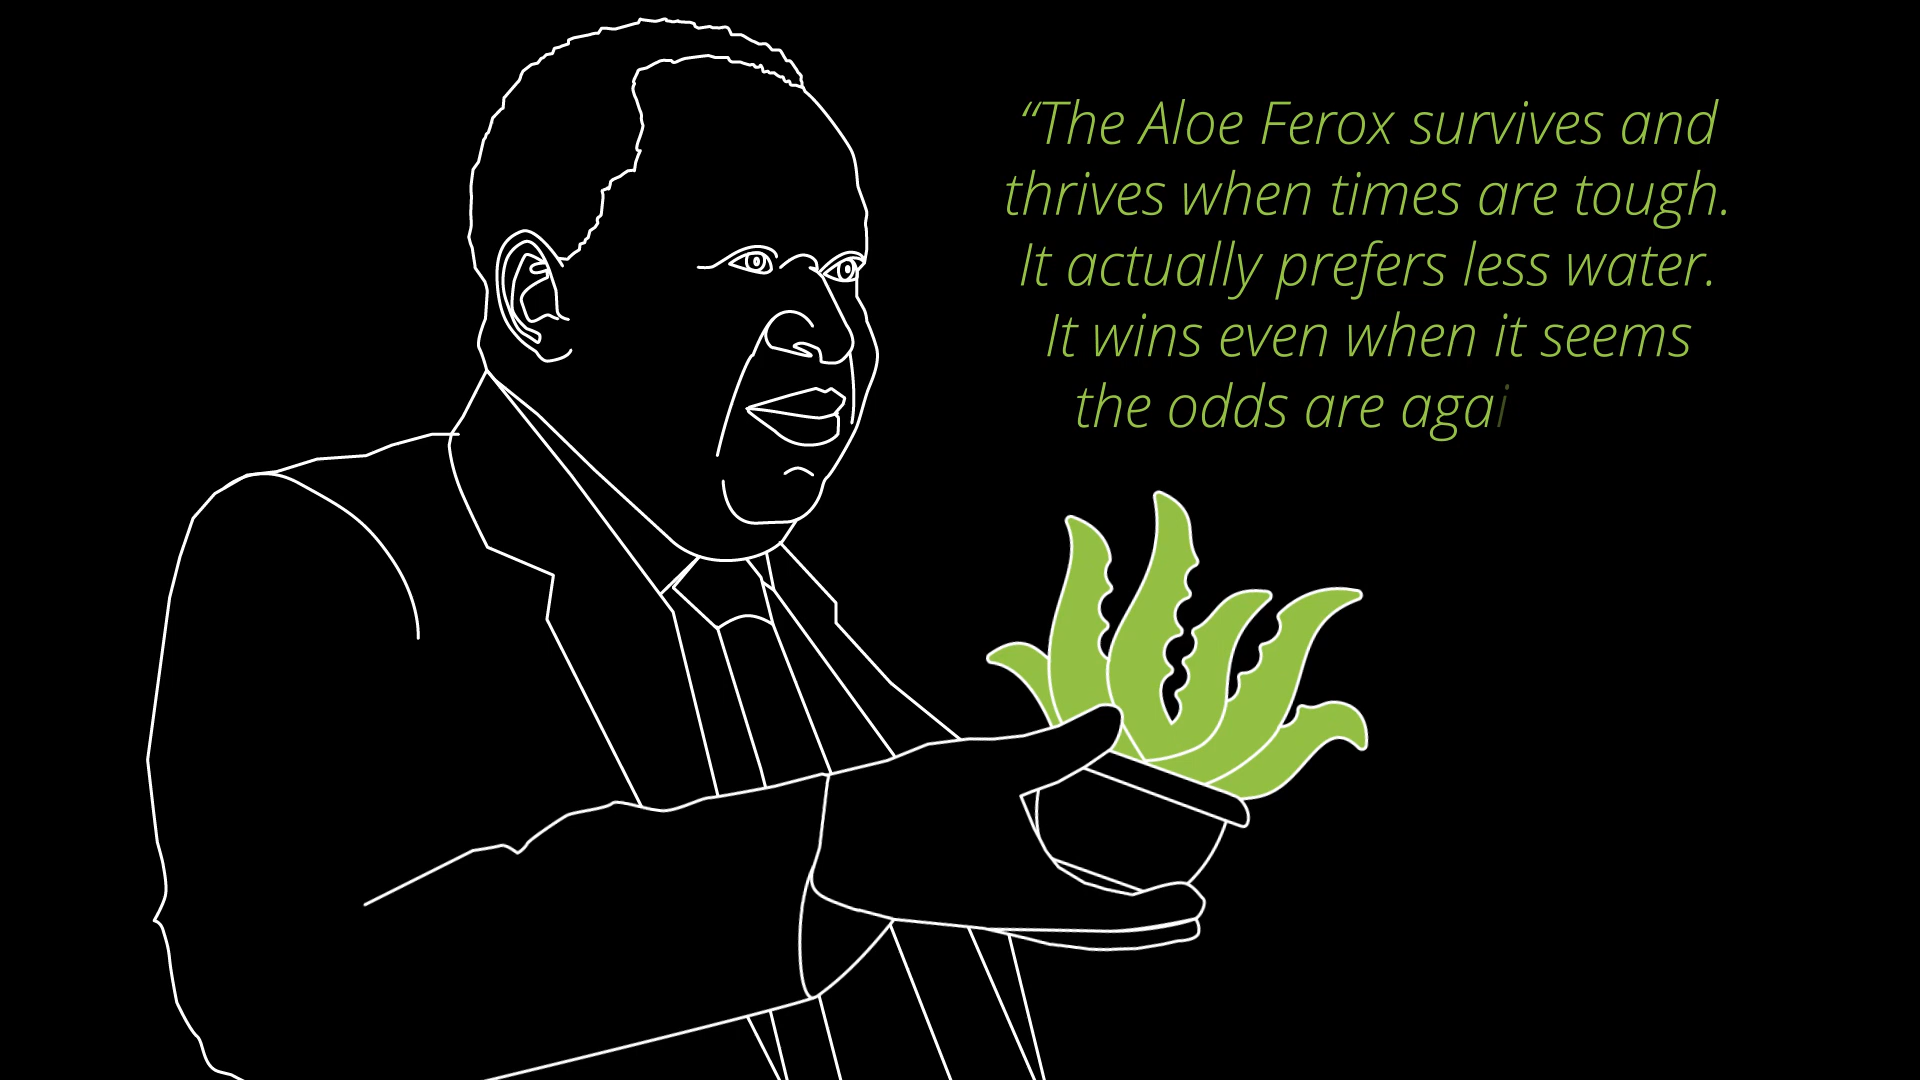 “The Aloe Ferox survives and
thrives when times are tough.
It actually prefers less water.
It wins even when it seems
the odds are agai